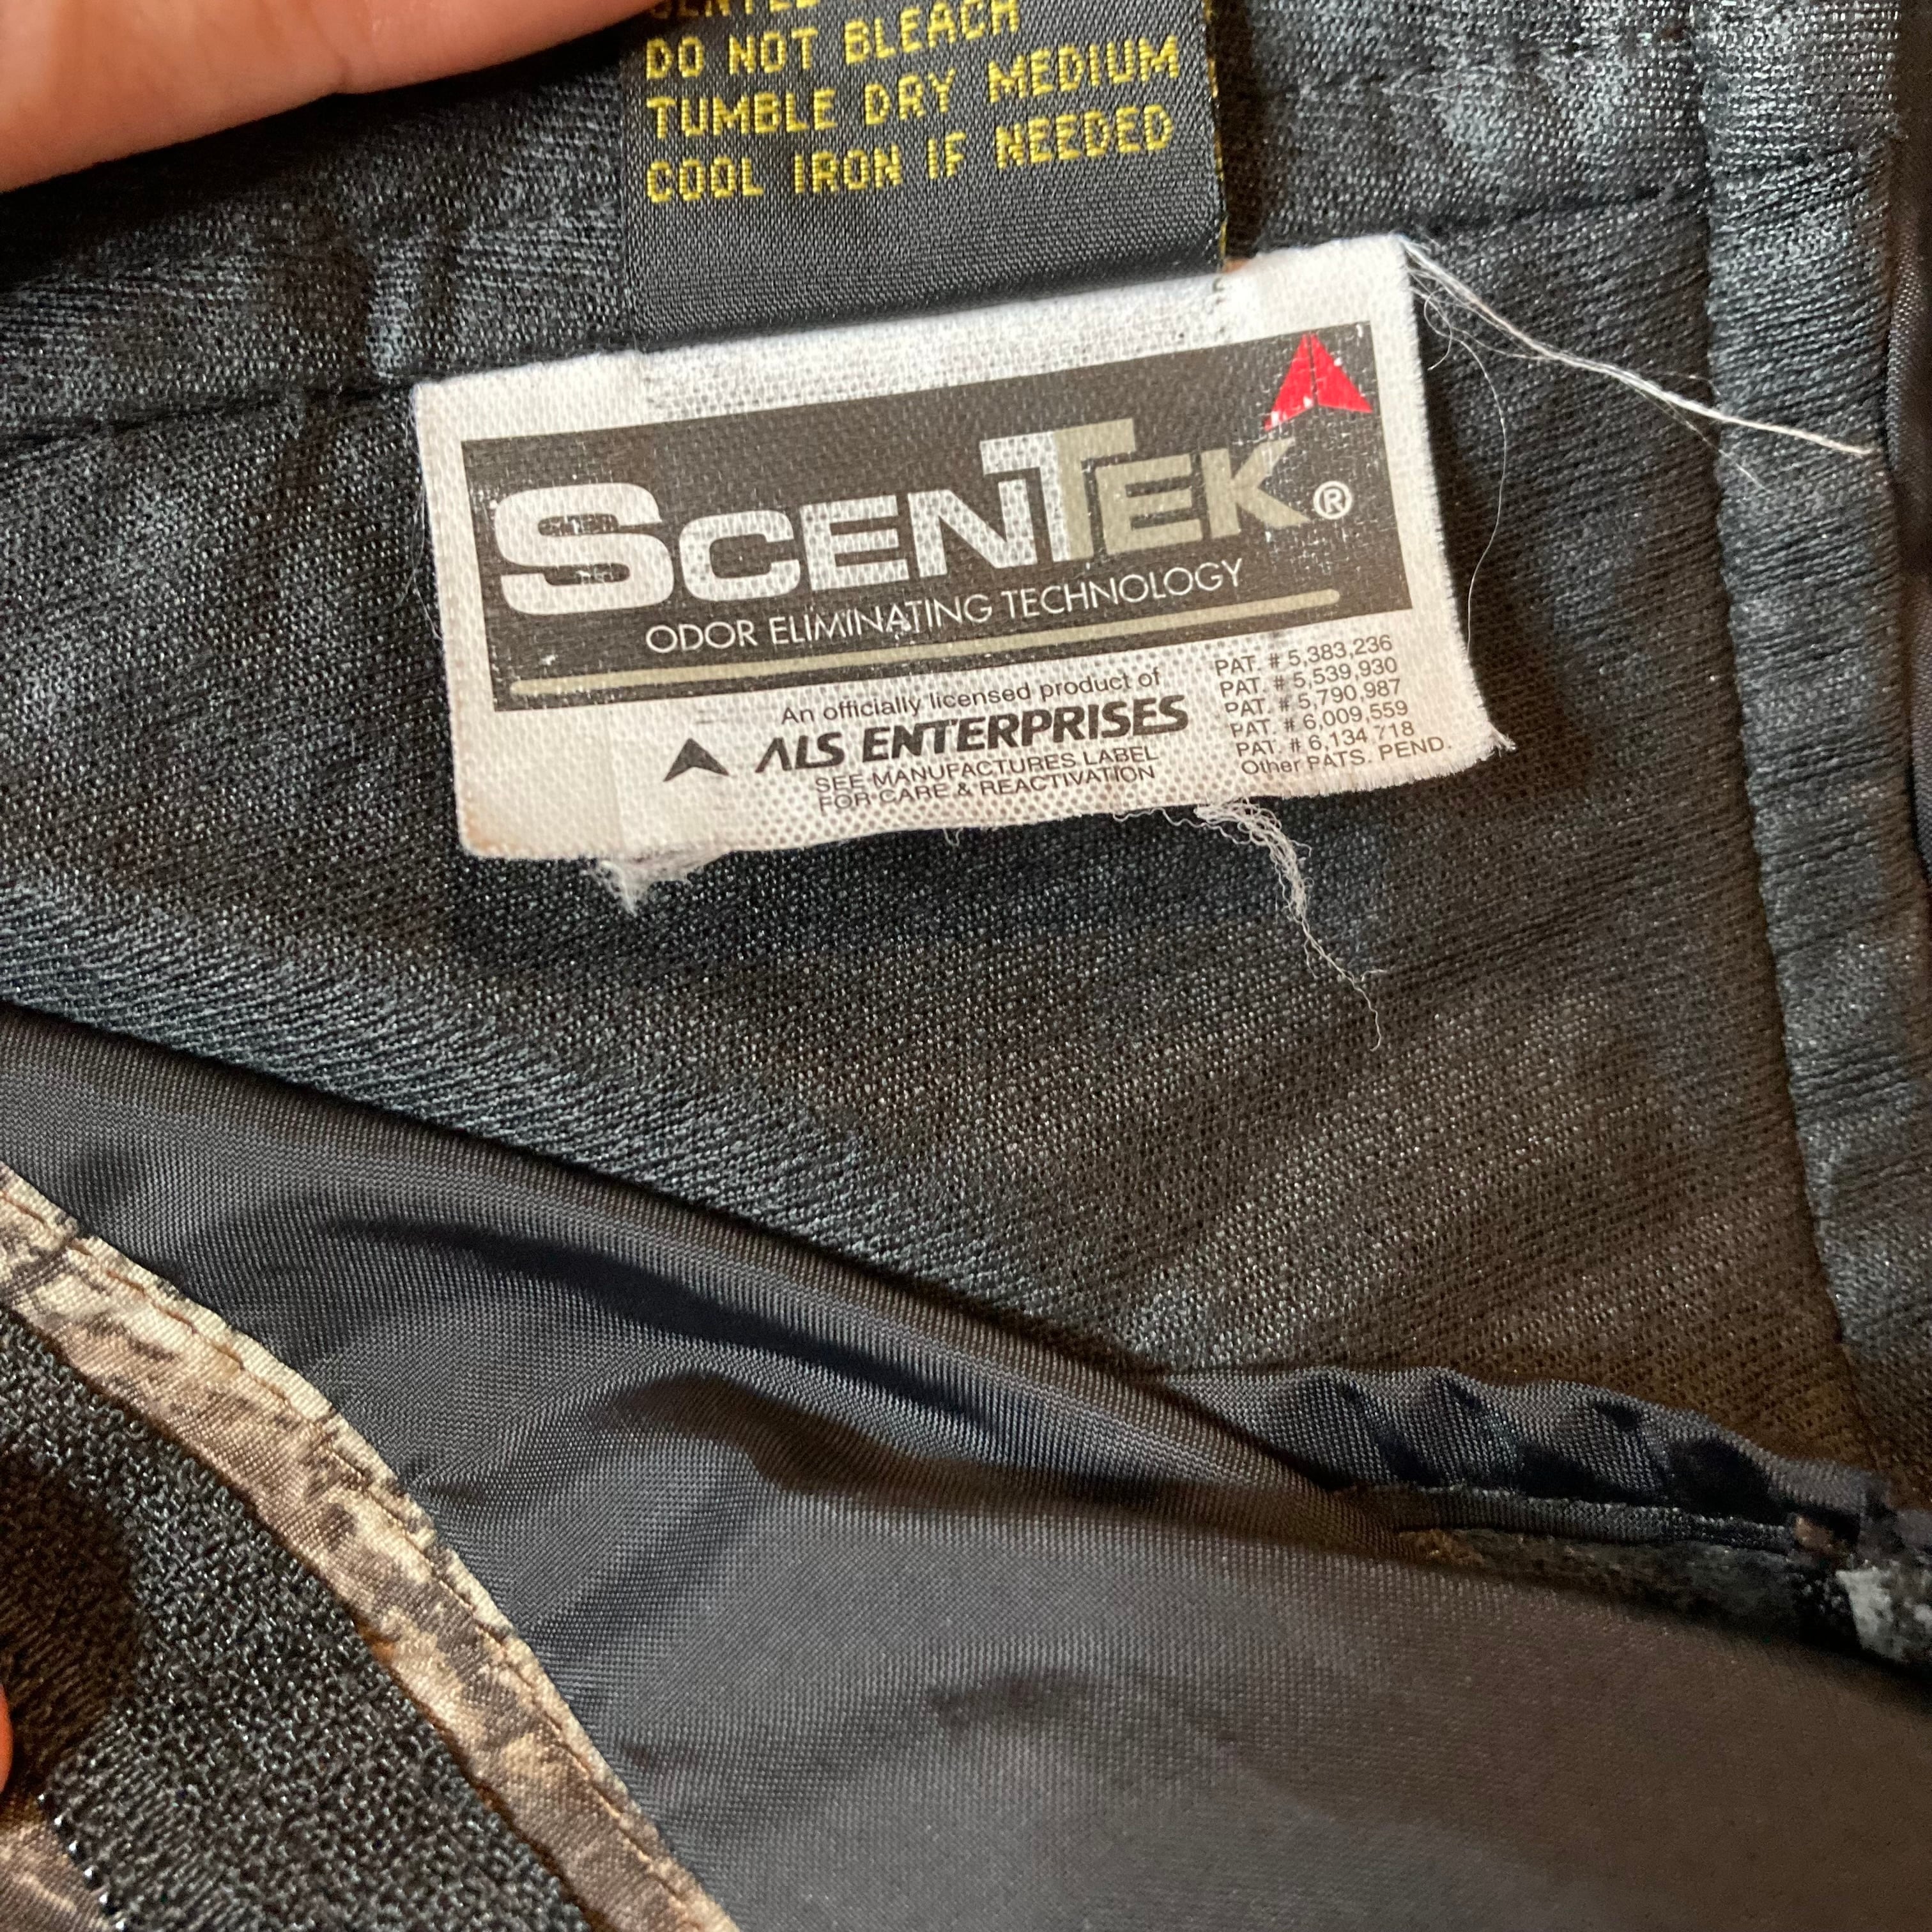 DO NOT BLEACH
TUMBLE DRY MEDIUM
COOL IRON IF NEEDED
SCENTEK®
ODOR ELIMINATING TECHNOLOGY
An officially licensed product of
ALS ENTERPRISES
SEE MANUFACTURES LABEL
FOR CARE & REACTIVATION
PAT. # 5,383,236
PAT. # 5,539,930
PAT. # 5,790,987
PAT. # 6,009,559
PAT. # 6,134,718
Other PATS. PEND.